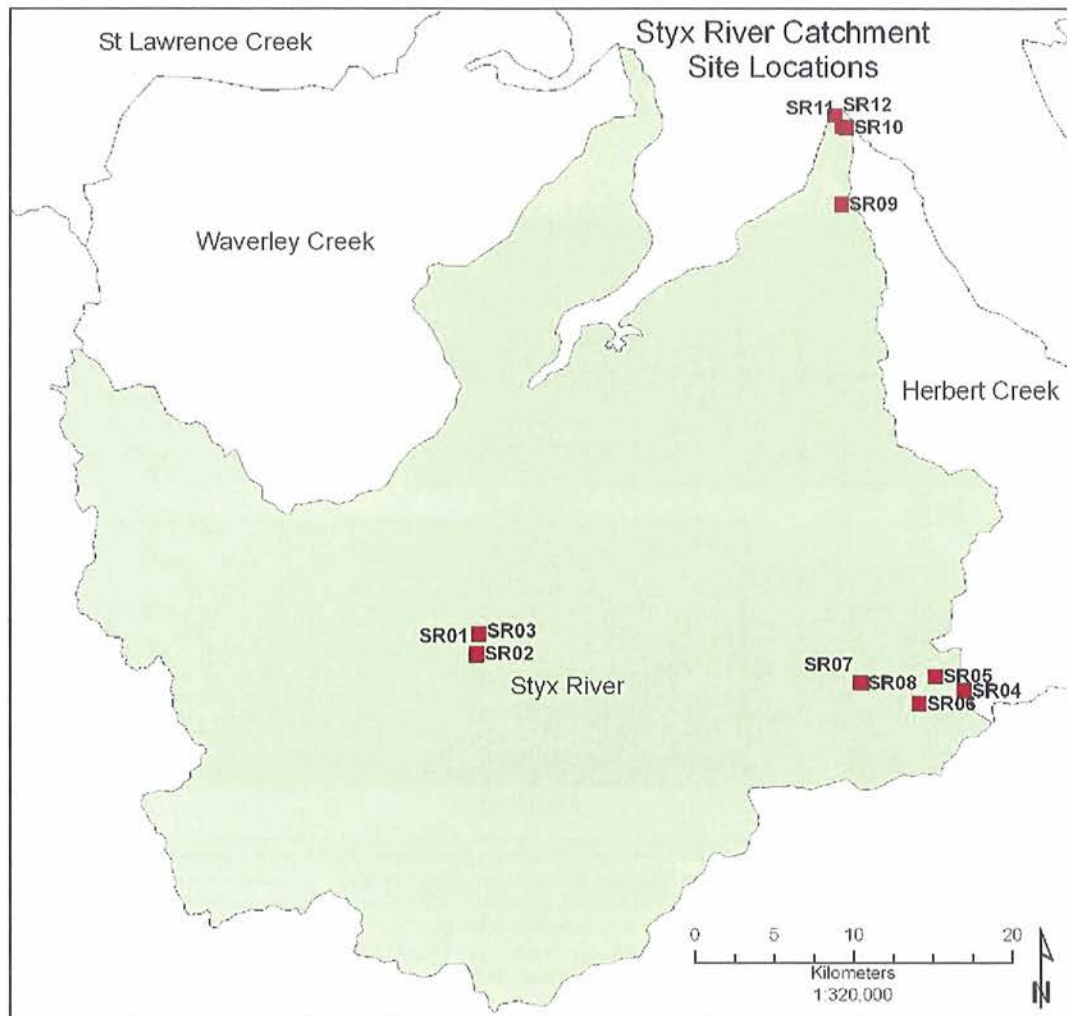 St Lawrence Creek
Styx River Catchment
Site Locations
SR11
SR12
SR10
SR09
Waverley Creek
Herbert Creek
SR01
SR03
SR02
Styx River
SR07
SR08
SR05
SR04
SR06
0 5 10 20
Kilometers
1:320,000
N